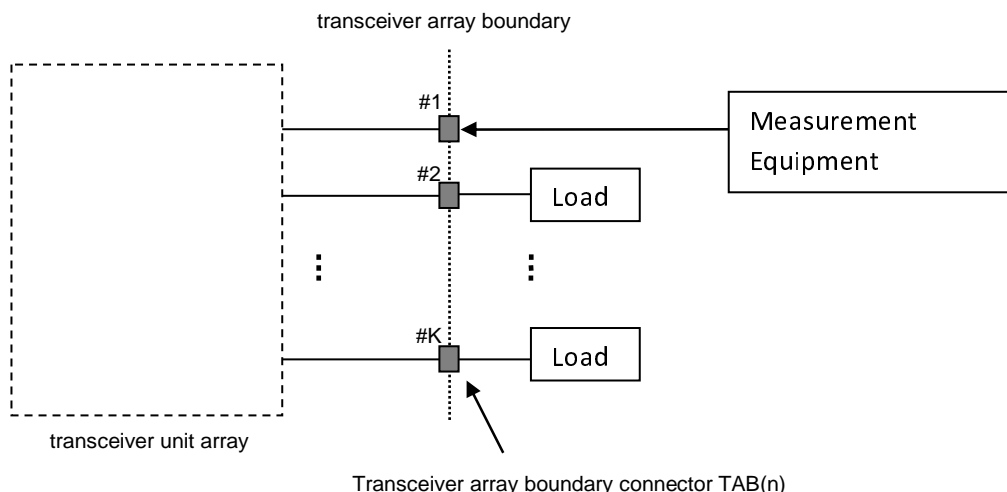 transceiver array boundary
#1
Measurement
Equipment
#2
Load
#K
Load
transceiver unit array
Transceiver array boundary connector TAB(n)